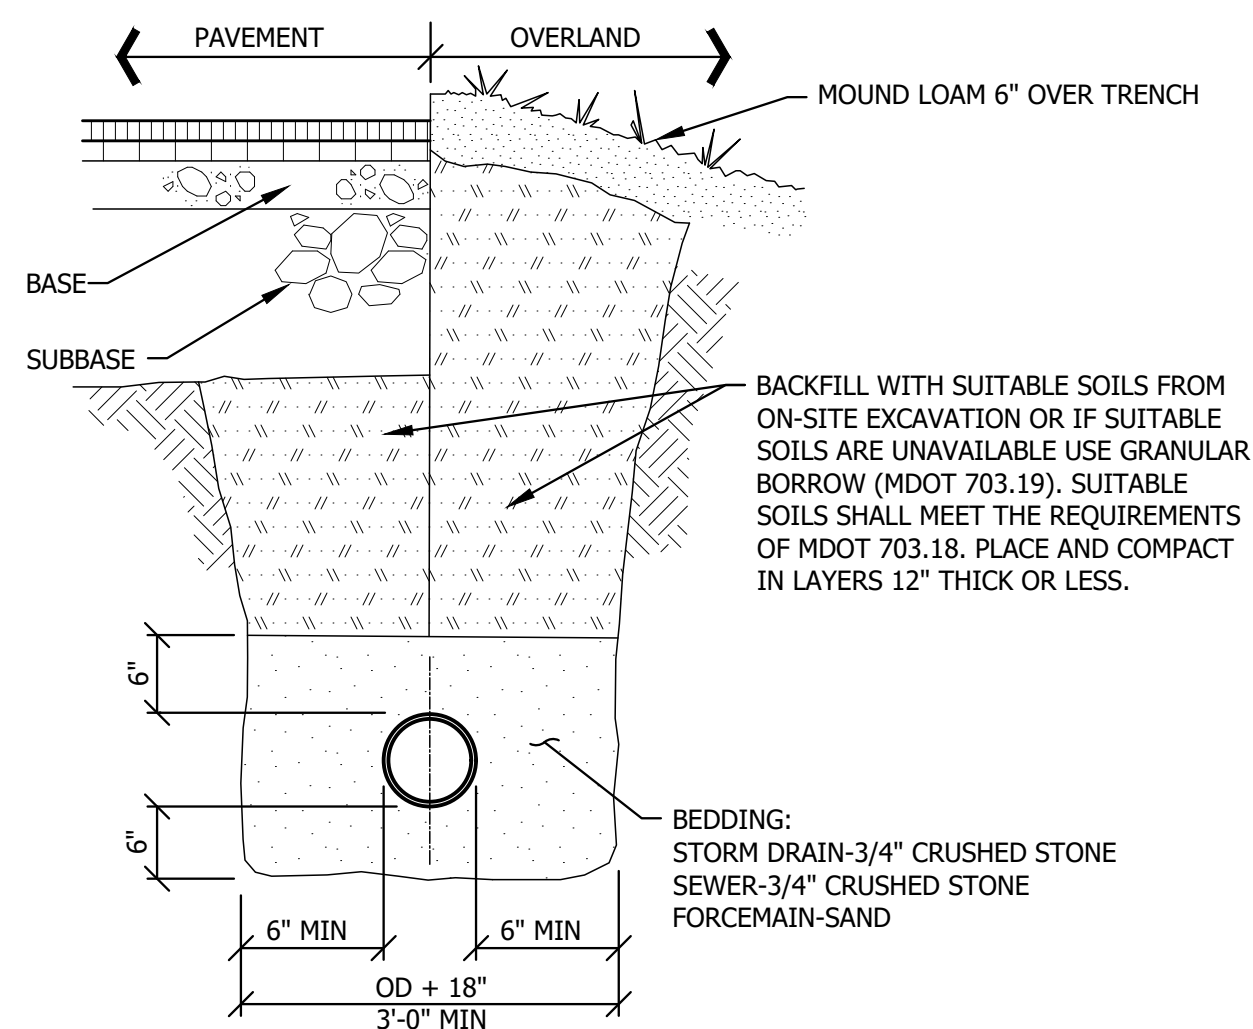 PAVEMENT
OVERLAND
MOUND LOAM 6" OVER TRENCH
BASE
SUBBASE
BACKFILL WITH SUITABLE SOILS FROM
ON-SITE EXCAVATION OR IF SUITABLE
SOILS ARE UNAVAILABLE USE GRANULAR
BORROW (MDOT 703.19). SUITABLE
SOILS SHALL MEET THE REQUIREMENTS
OF MDOT 703.18. PLACE AND COMPACT
IN LAYERS 12" THICK OR LESS.
6"
6"
BEDDING:
STORM DRAIN-3/4" CRUSHED STONE
SEWER-3/4" CRUSHED STONE
FORCEMAIN-SAND
6" MIN
6" MIN
OD + 18"
3'-0" MIN